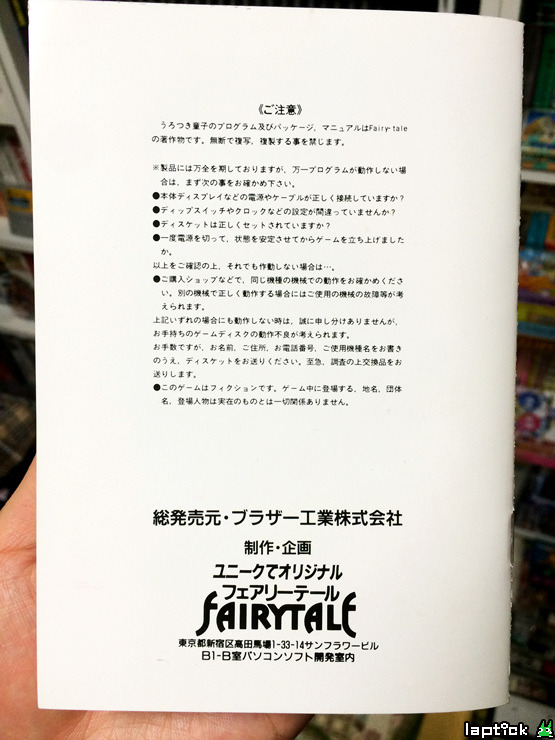 《ご注意》
うろつき童子のプログラム及びパッケージ，マニュアルはFairy-tale
の著作物です。無断で複写，複製する事を禁じます。
※製品には万全を期しておりますが，万一プログラムが動作しない場
合は，まず次の事をお確かめ下さい。
●本体ディスプレイなどの電源やケーブルが正しく接続していますか？
●ディップスイッチやクロックなどの設定が間違っていませんか？
●ディスケットは正しくセットされていますか？
●一度電源を切って，状態を安定させてからゲームを立ち上げました
か。
以上をご確認の上，それでも作動しない場合は…。
●ご購入ショップなどで，同じ機種の機械での動作をお確かめくださ
い。別の機械で正しく動作する場合にはご使用の機械の故障等が考
えられます。
上記いずれの場合にも動作しない時は，誠に申し分けありませんが，
お手持ちのゲームディスクの動作不良が考えられます。
お手数ですが，お名前，ご住所，お電話番号，ご使用機種名をお書き
のうえ，ディスケットをお送りください。至急，調査の上交換品をお
送りします。
●このゲームはフィクションです。ゲーム中に登場する，地名，団体
名，登場人物は実在のものとは一切関係ありません。
総発売元・ブラザー工業株式会社
制作・企画
ユニークでオリジナル
フェアリーテール
FAIRYTALE
東京都新宿区高田馬場1-33-14サンフラワービル
B1-B室パソコンソフト開発室内
laptick